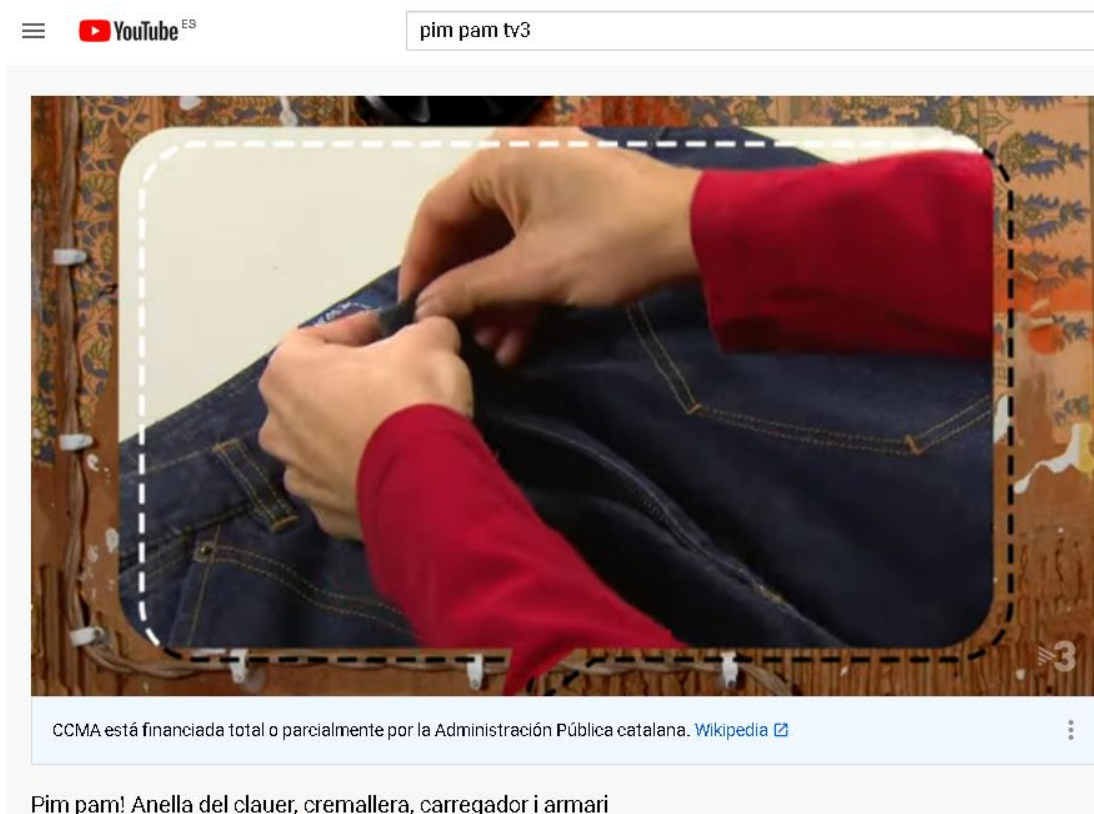 YouTube ES
pim pam tv3
3
CCMA está financiada total o parcialmente por la Administración Pública catalana. Wikipedia
Pim pam! Anella del clauer, cremallera, carregador i armari